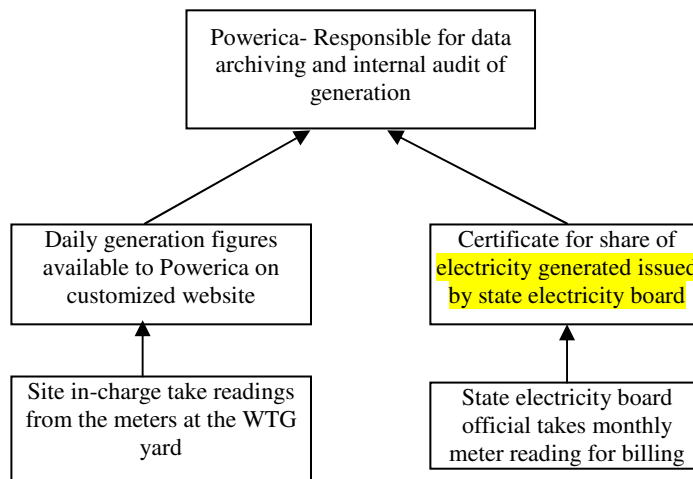 Powerica- Responsible for data
archiving and internal audit of
generation
Daily generation figures
available to Powerica on
customized website
Certificate for share of
electricity generated issued
by state electricity board
Site in-charge take readings
from the meters at the WTG
yard
State electricity board
official takes monthly
meter reading for billing